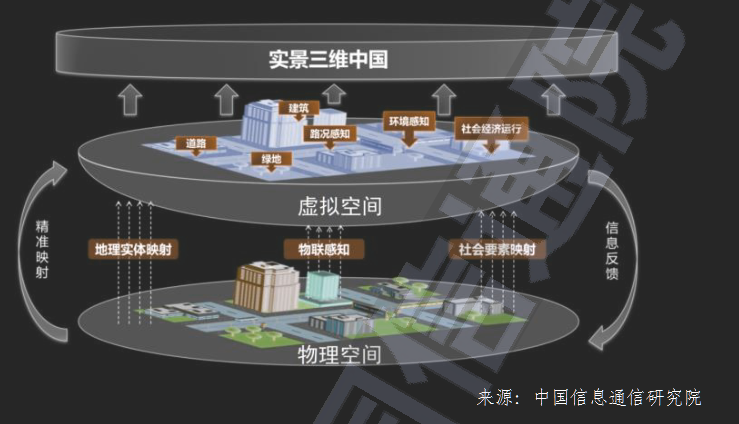 实景三维中国
建筑
环境感知
社会经济运行
路况感知
道路
绿地
虚拟空间
精准映射
地理实体映射
物联感知
社会要素映射
信息反馈
物理空间
来源：中国信息通信研究院